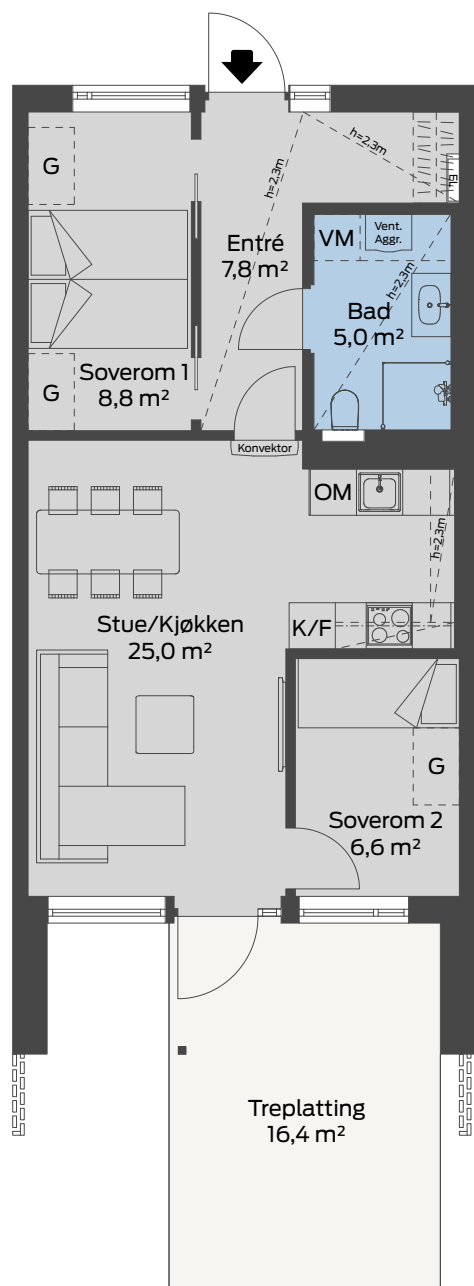 G
h=2,3m
h=2,3m
El
Entré
7,8 m²
VM
Vent.
Aggr.
h=2,3m
Bad
5,0 m²
G
Soverom 1
8,8 m²
Konvektor
OM
h=2,3m
K/F
Stue/Kjøkken
25,0 m²
G
Soverom 2
6,6 m²
Treplatting
16,4 m²